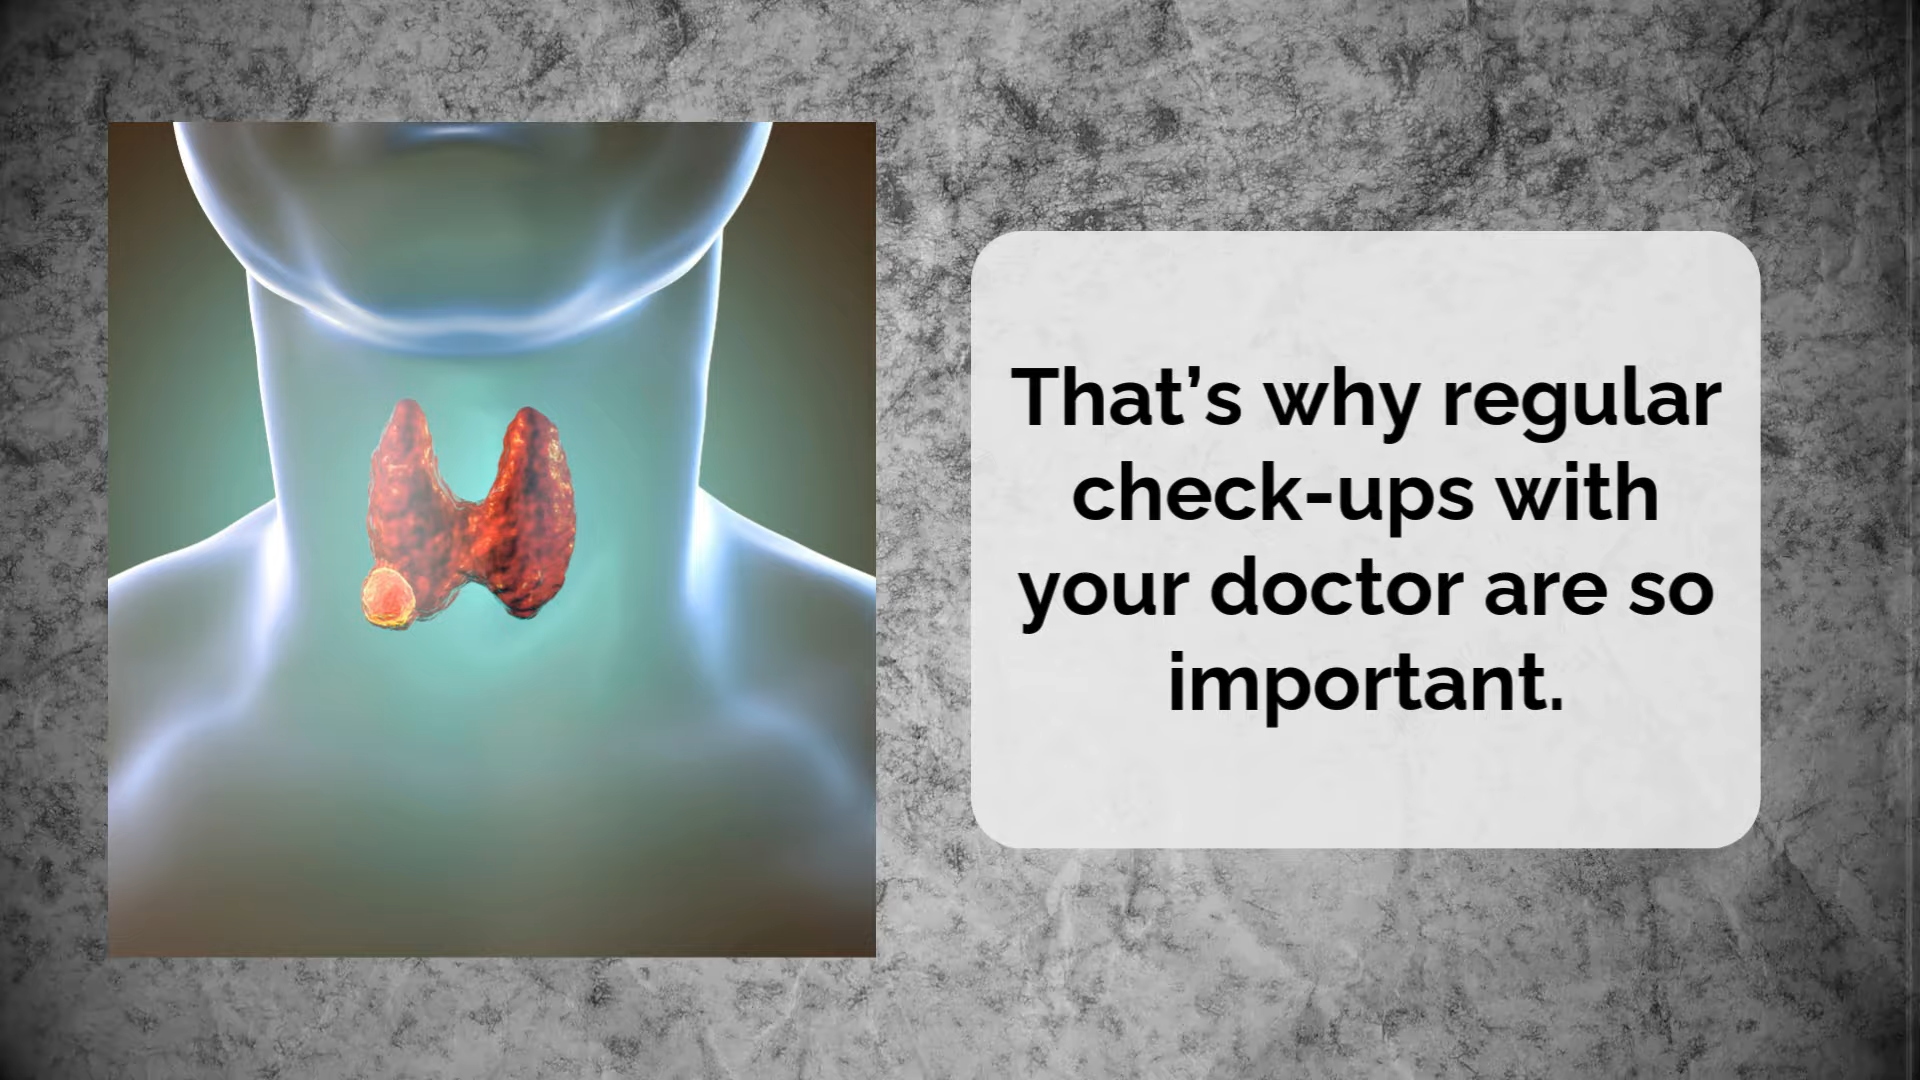 That’s why regular
check-ups with
your doctor are so
important.